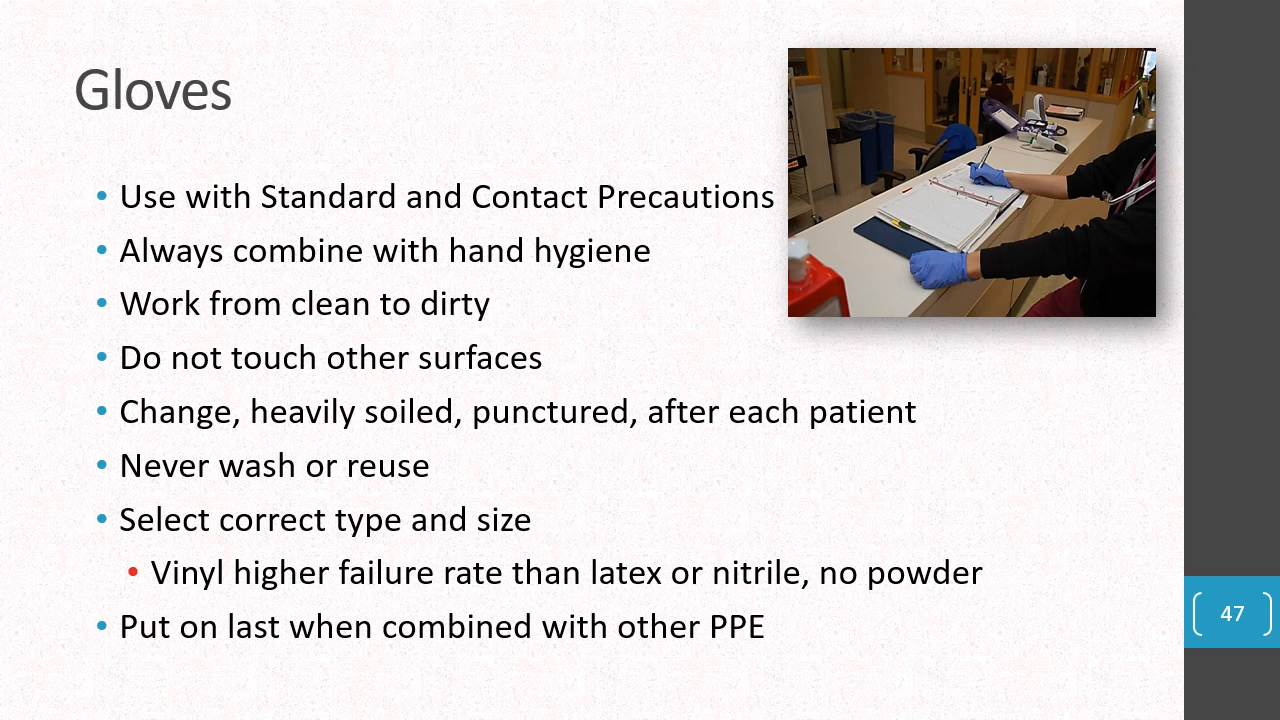 Gloves
Use with Standard and Contact Precautions
Always combine with hand hygiene
Work from clean to dirty
Do not touch other surfaces
Change, heavily soiled, punctured, after each patient
Never wash or reuse
Select correct type and size
Vinyl higher failure rate than latex or nitrile, no powder
Put on last when combined with other PPE
47